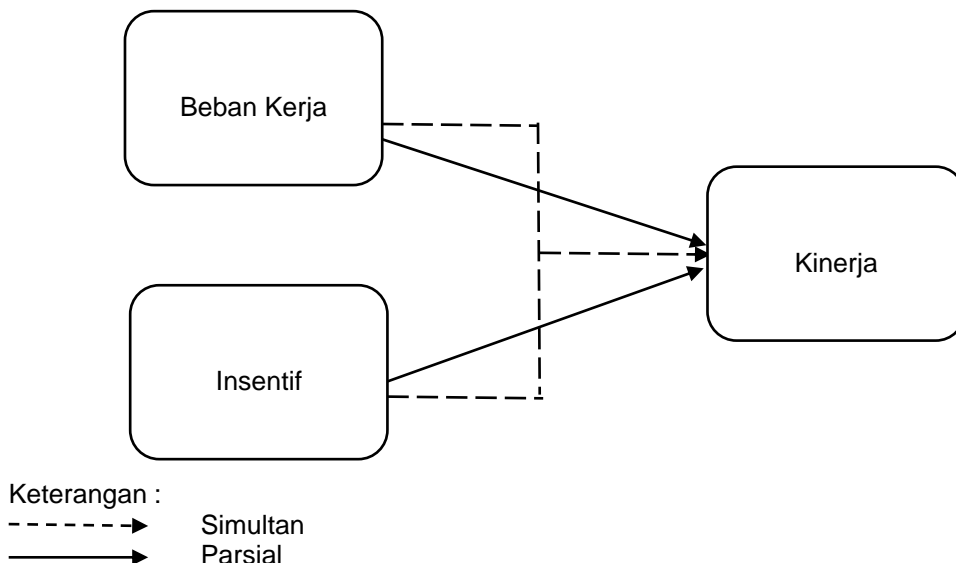 Beban Kerja
Kinerja
Insentif
Keterangan :
Simultan
Parsial